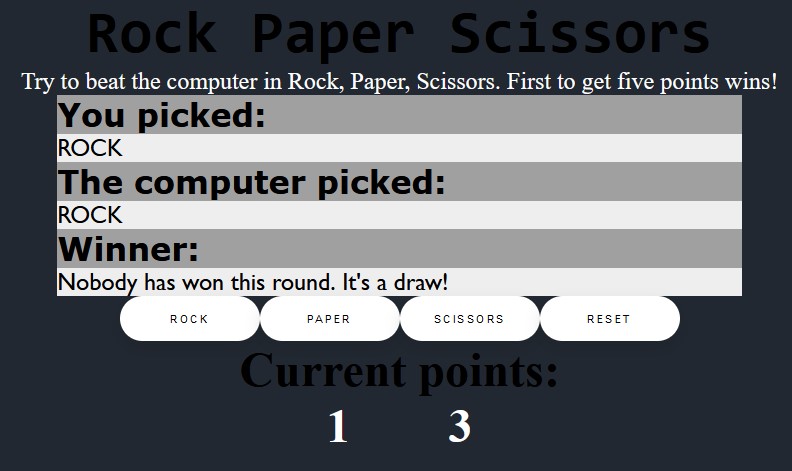 Rock Paper Scissors
Try to beat the computer in Rock, Paper, Scissors. First to get five points wins!
You picked:
ROCK
The computer picked:
ROCK
Winner:
Nobody has won this round. It's a draw!
ROCK PAPER SCISSORS RESET
Current points:
1 3